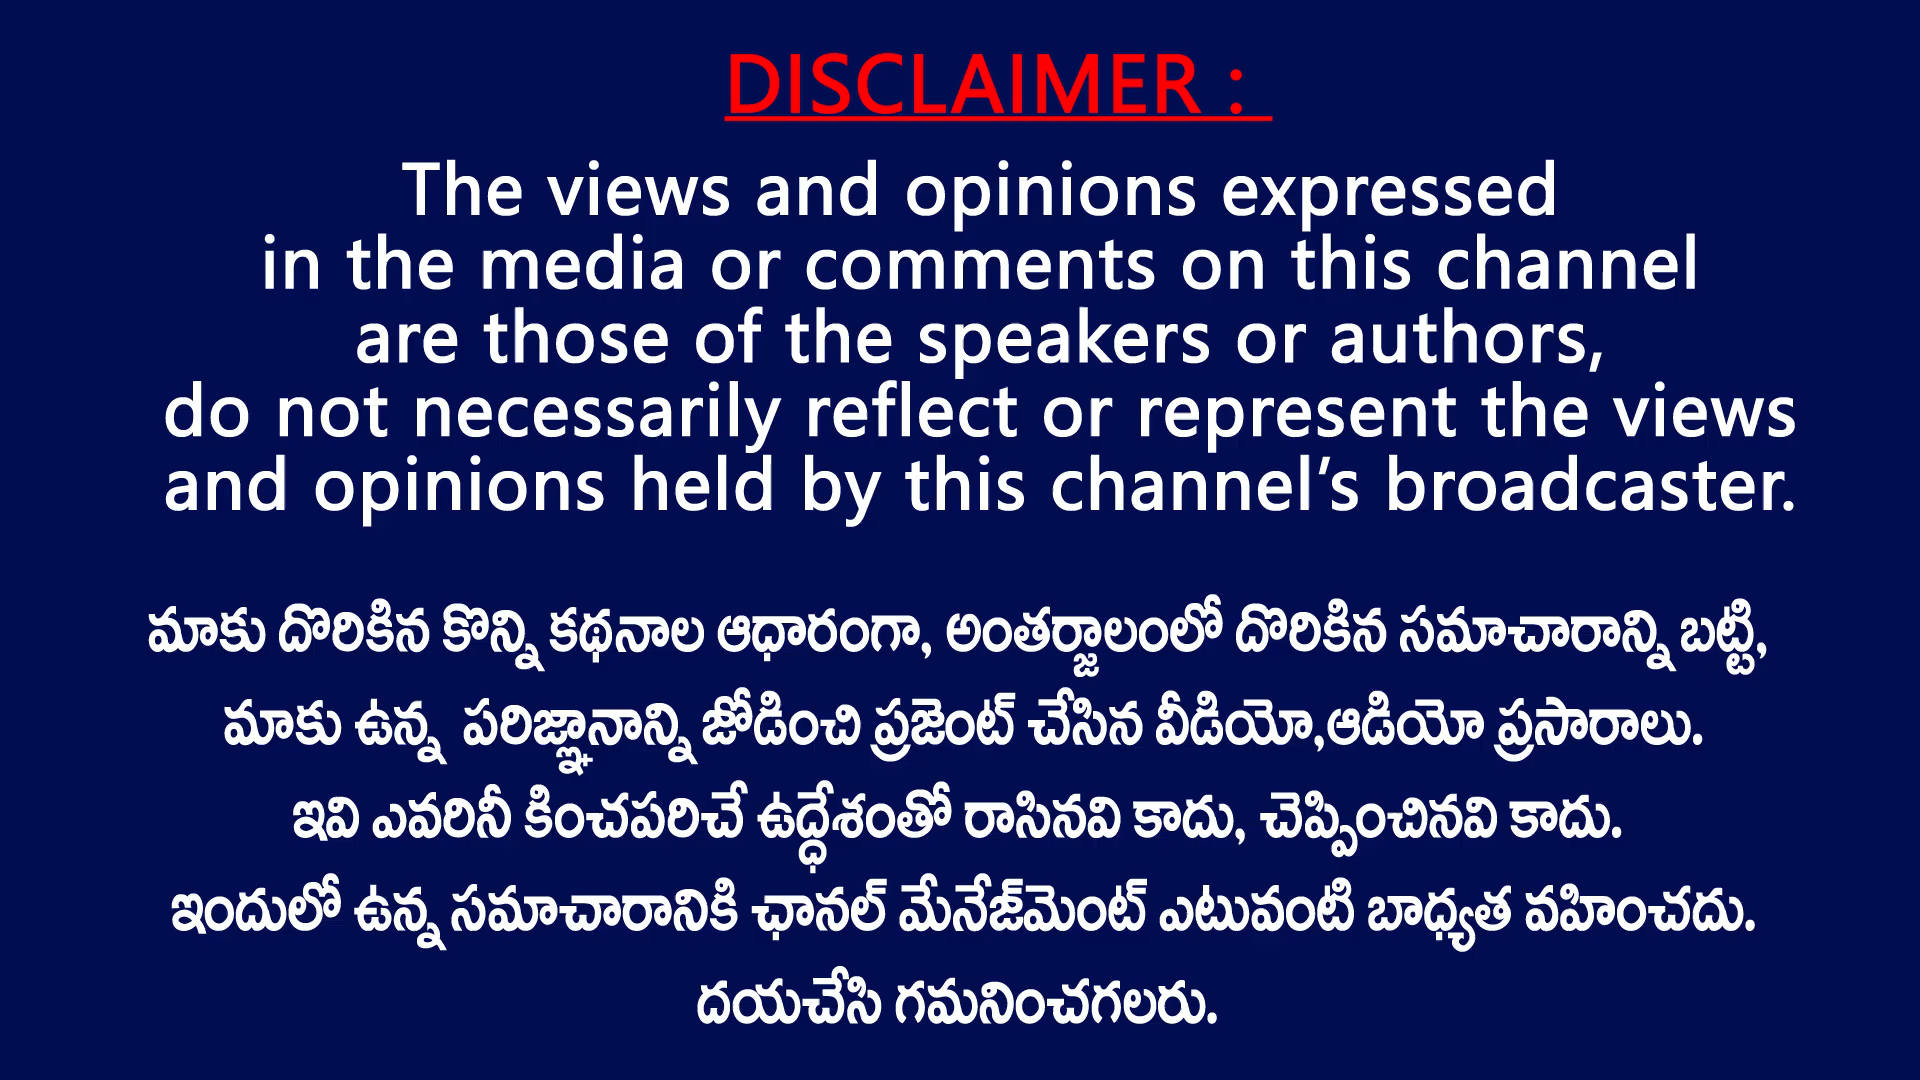 DISCLAIMER :
The views and opinions expressed
in the media or comments on this channel
are those of the speakers or authors,
do not necessarily reflect or represent the views
and opinions held by this channel’s broadcaster.
మాకు దొరికిన కొన్ని కథనాల ఆధారంగా, అంతర్జాలంలో దొరికిన సమాచారాన్ని బట్టి,
మాకు ఉన్న పరిజ్ఞానాన్ని జోడించి ప్రజెంట్ చేసిన వీడియో,ఆడియో ప్రసారాలు.
ఇవి ఎవరినీ కించపరిచే ఉద్ధేశంతో రాసినవి కాదు, చెప్పించినవి కాదు.
ఇందులో ఉన్న సమాచారానికి ఛానల్ మేనేజ్‌మెంట్ ఎటువంటి బాధ్యత వహించదు.
దయచేసి గమనించగలరు.